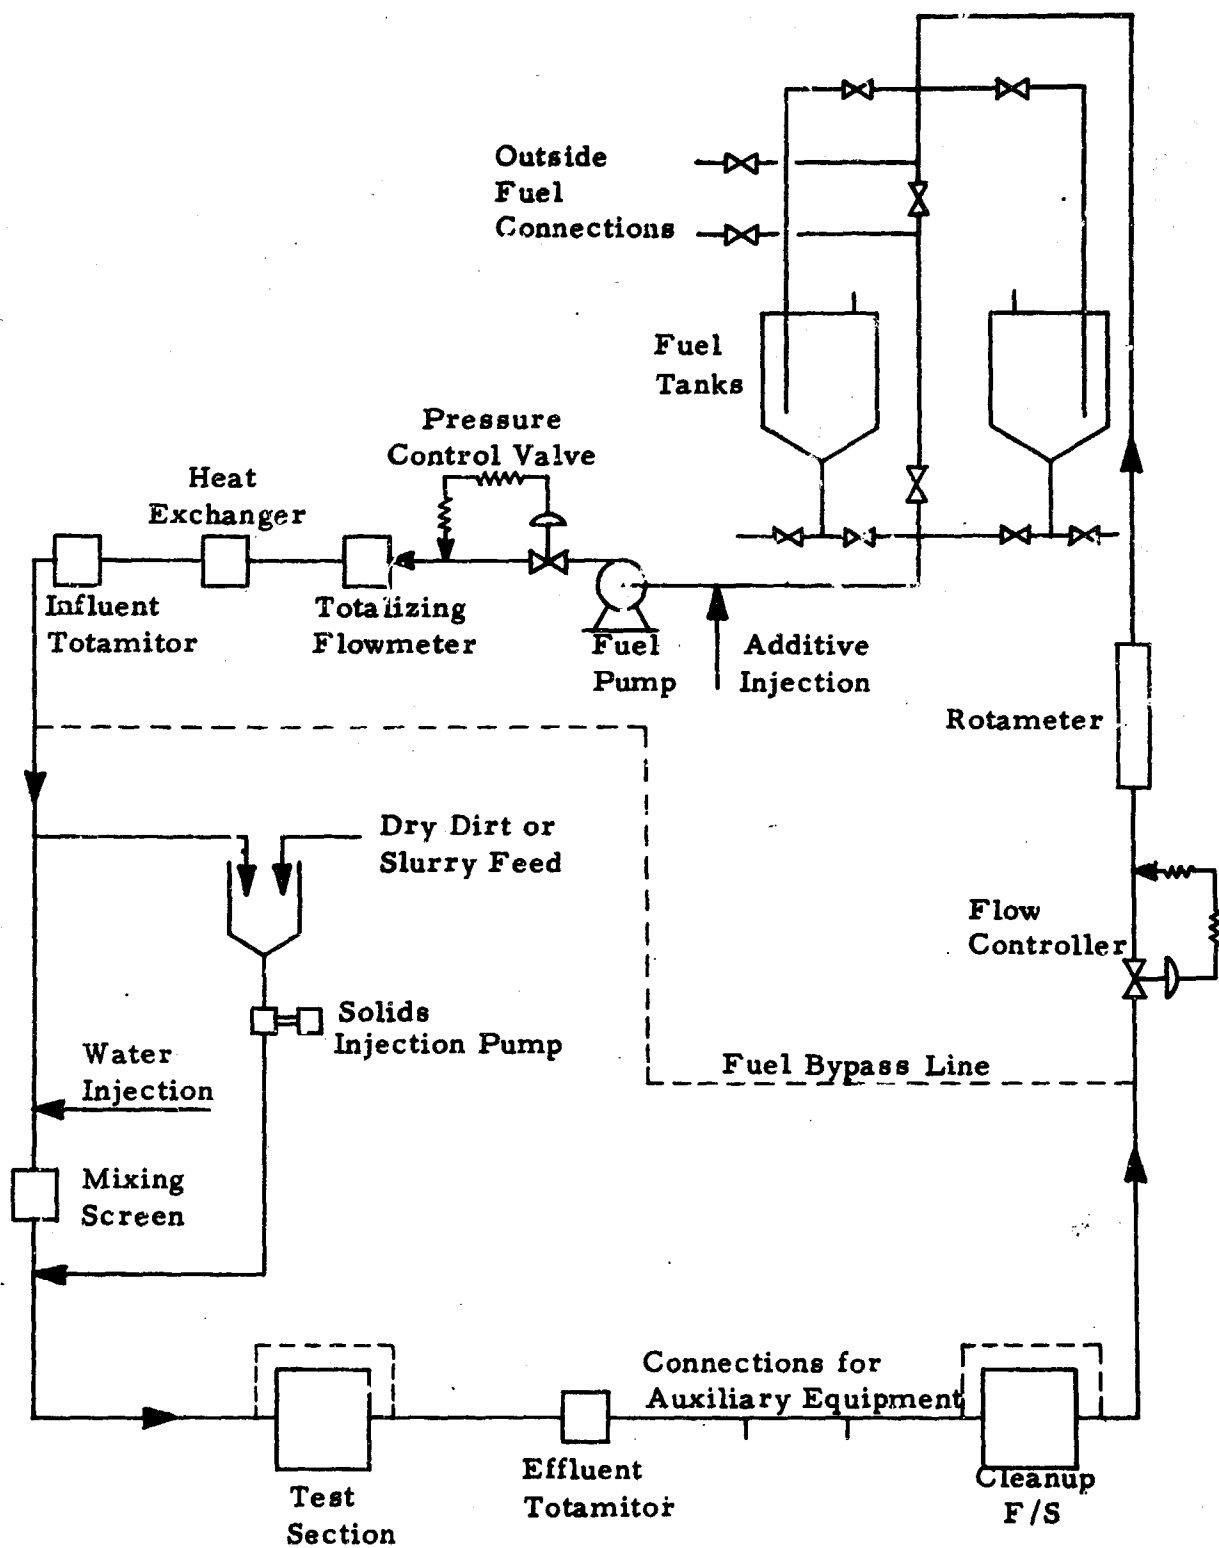 Outside
Fuel
Connections
Fuel
Tanks
Pressure
Control Valve
Heat
Exchanger
Influent
Totamitor
Totalizing
Flowmeter
Fuel
Pump
Additive
Injection
Rotameter
Dry Dirt or
Slurry Feed
Flow
Controller
Solids
Injection Pump
Water
Injection
Fuel Bypass Line
Mixing
Screen
Connections for
Auxiliary Equipment
Effluent
Totamitor
Test
Section
Cleanup
F/S